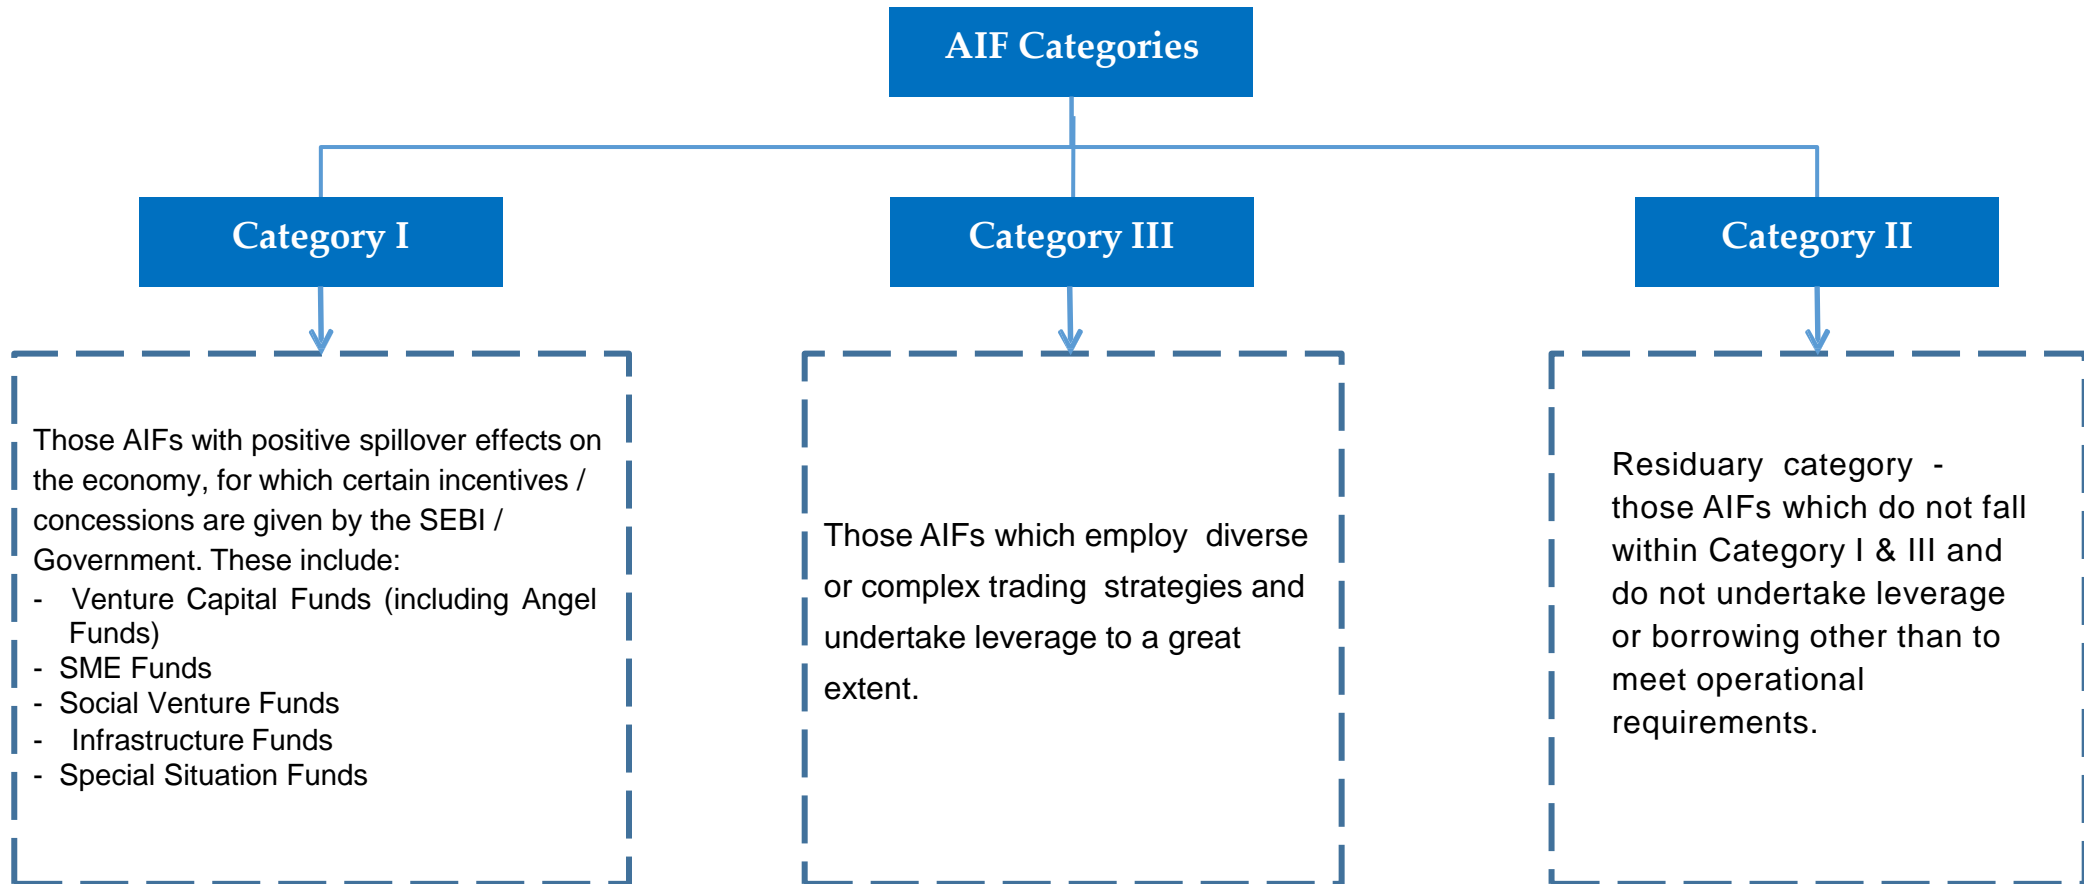 AIF Categories
Category I
Category III
Category II
Those AIFs with positive spillover effects on
the economy, for which certain incentives /
concessions are given by the SEBI /
Government. These include:
- Venture Capital Funds (including Angel
Funds)
- SME Funds
- Social Venture Funds
- Infrastructure Funds
- Special Situation Funds
Those AIFs which employ diverse
or complex trading strategies and
undertake leverage to a great
extent.
Residuary category -
those AIFs which do not fall
within Category I & III and
do not undertake leverage
or borrowing other than to
meet operational
requirements.